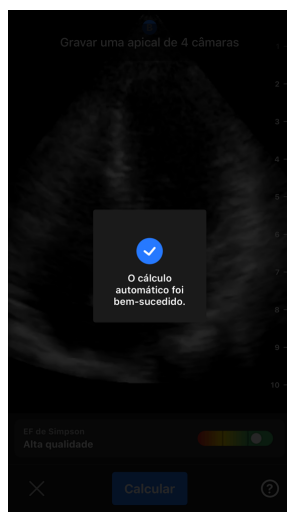 Gravar uma apical de 4 câmaras
2
3
4
5
6
7
8
9
10
O cálculo
automático foi
bem-sucedido.
EF de Simpson
Alta qualidade
Calcular
?